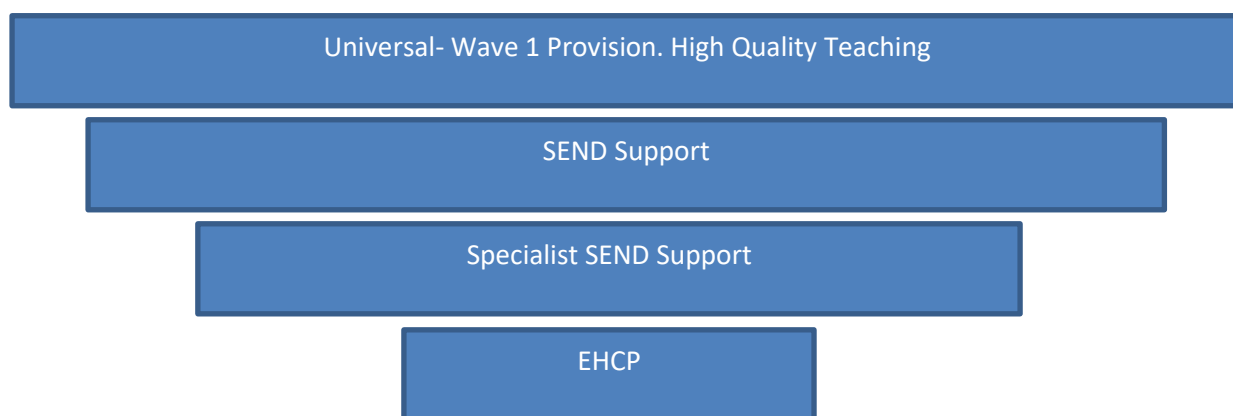 Universal- Wave 1 Provision. High Quality Teaching
SEND Support
Specialist SEND Support
EHCP